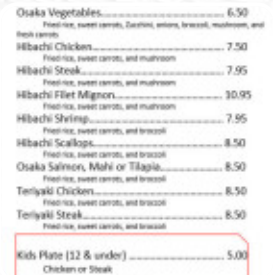 Osaka Vegetables 6.50
Fried rice, sweet carrots, Zucchini, onions, broccoli, mushroom, and
fresh carrots
Hibachi Chicken 7.50
Fried rice, sweet carrots, and mushroom
Hibachi Steak 7.95
Fried rice, sweet carrots, and mushroom
Hibachi Filet Mignon 10.95
Fried rice, sweet carrots, and mushroom
Hibachi Shrimp 7.95
Fried rice, sweet carrots, and broccoli
Hibachi Scallops 8.50
Fried rice, sweet carrots, and broccoli
Osaka Salmon, Mahi or Tilapia 8.50
Fried rice, sweet carrots, and broccoli
Teriyaki Chicken 8.50
Fried rice, sweet carrots, and broccoli
Teriyaki Steak 8.50
Fried rice, sweet carrots, and broccoli
Kids Plate (12 & under) 5.00
Chicken or Steak